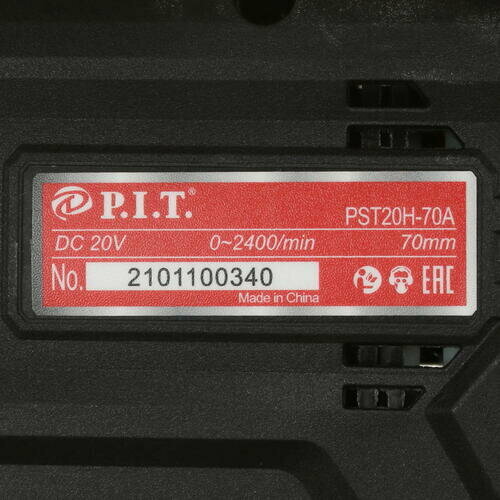 P.I.T.® PST20H-70A
DC 20V 0~2400/min 70mm
No. 2101100340
Made in China
EAC